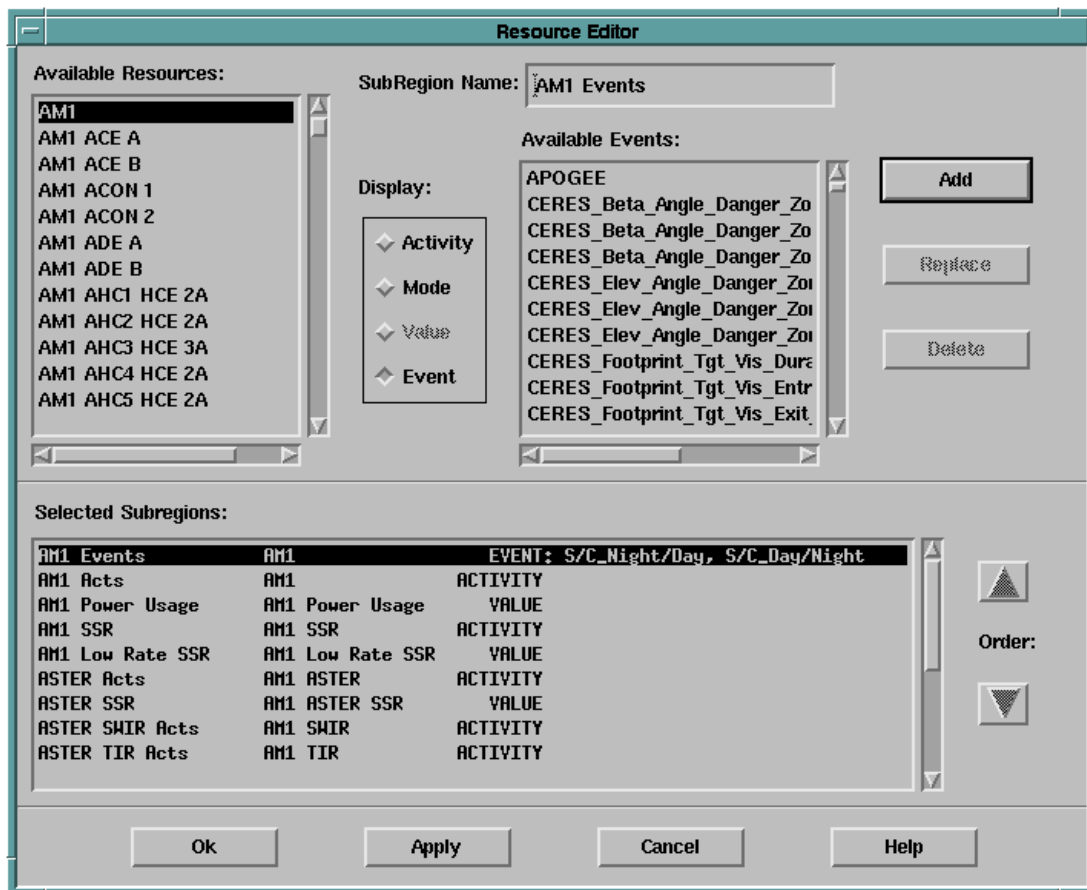 Resource Editor
Available Resources:
AM1
AM1 ACE A
AM1 ACE B
AM1 ACON 1
AM1 ACON 2
AM1 ADE A
AM1 ADE B
AM1 AHC1 HCE 2A
AM1 AHC2 HCE 2A
AM1 AHC3 HCE 3A
AM1 AHC4 HCE 2A
AM1 AHC5 HCE 2A
SubRegion Name: AM1 Events
Display:
Activity
Mode
Value
Event
Available Events:
APOGEE
CERES_Beta_Angle_Danger_Zo
CERES_Beta_Angle_Danger_Zo
CERES_Beta_Angle_Danger_Zo
CERES_Elev_Angle_Danger_Zo
CERES_Elev_Angle_Danger_Zo
CERES_Elev_Angle_Danger_Zo
CERES_Footprint_Tgt_Vis_Dura
CERES_Footprint_Tgt_Vis_Entr
CERES_Footprint_Tgt_Vis_Exit_
Add
Replace
Delete
Selected Subregions:
AM1 Events AM1 EVENT: S/C_Night/Day, S/C_Day/Night
AM1 Acts AM1 ACTIVITY
AM1 Power Usage AM1 Power Usage VALUE
AM1 SSR AM1 SSR ACTIVITY
AM1 Low Rate SSR AM1 Low Rate SSR VALUE
ASTER Acts AM1 ASTER ACTIVITY
ASTER SSR AM1 ASTER SSR VALUE
ASTER SWIR Acts AM1 SWIR ACTIVITY
ASTER TIR Acts AM1 TIR ACTIVITY
Order:
Ok Apply Cancel Help